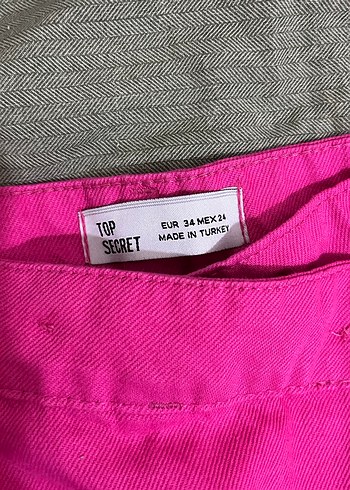 TOP
SECRET
EUR 34 MEX 24
MADE IN TURKEY